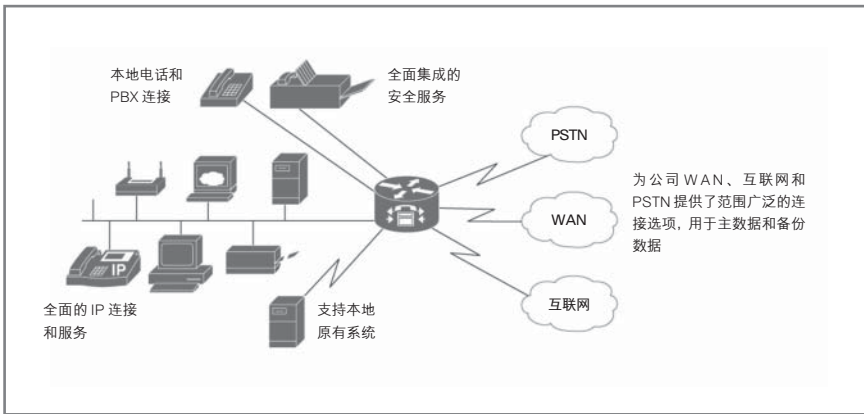 本地电话和
PBX 连接
全面集成的
安全服务
PSTN
为公司 WAN、互联网和
PSTN 提供了范围广泛的连
接选项, 用于主数据和备份
数据
WAN
IP
互联网
全面的 IP 连接
和服务
支持本地
原有系统